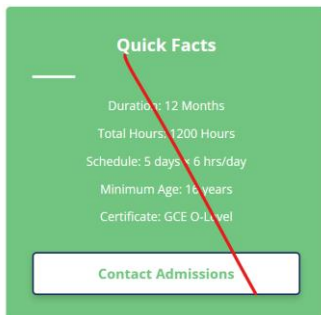 Quick Facts
Duration: 12 Months
Total Hours: 1200 Hours
Schedule: 5 days × 6 hrs/day
Minimum Age: 16 years
Certificate: GCE O-Level
Contact Admissions